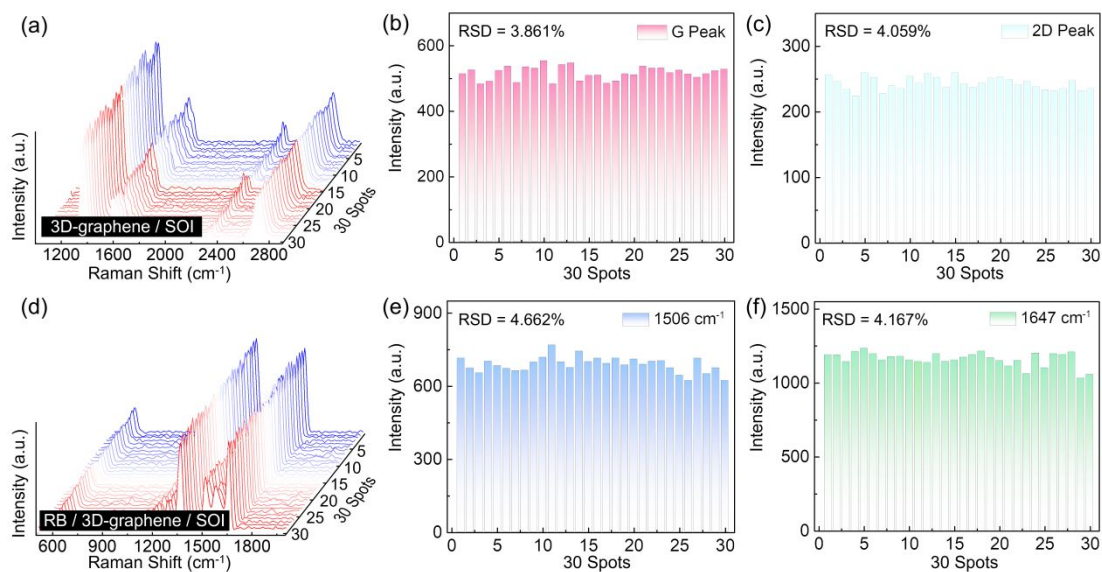 (a)
Intensity (a.u.)
3D-graphene / SOI
1200 1600 2000 2400 2800
Raman Shift (cm-1)
5
10
15
20
25
30
30 Spots
(b)
RSD = 3.861%
G Peak
Intensity (a.u.)
600
400
200
0
0 5 10 15 20 25 30
30 Spots
(c)
RSD = 4.059%
2D Peak
Intensity (a.u.)
300
200
100
0
0 5 10 15 20 25 30
30 Spots
(d)
Intensity (a.u.)
RB / 3D-graphene / SOI
600 900 1200 1500 1800
Raman Shift (cm-1)
5
10
15
20
25
30
30 Spots
(e)
RSD = 4.662%
1506 cm-1
Intensity (a.u.)
900
600
300
0
0 5 10 15 20 25 30
30 Spots
(f)
RSD = 4.167%
1647 cm-1
Intensity (a.u.)
1500
1000
500
0
0 5 10 15 20 25 30
30 Spots